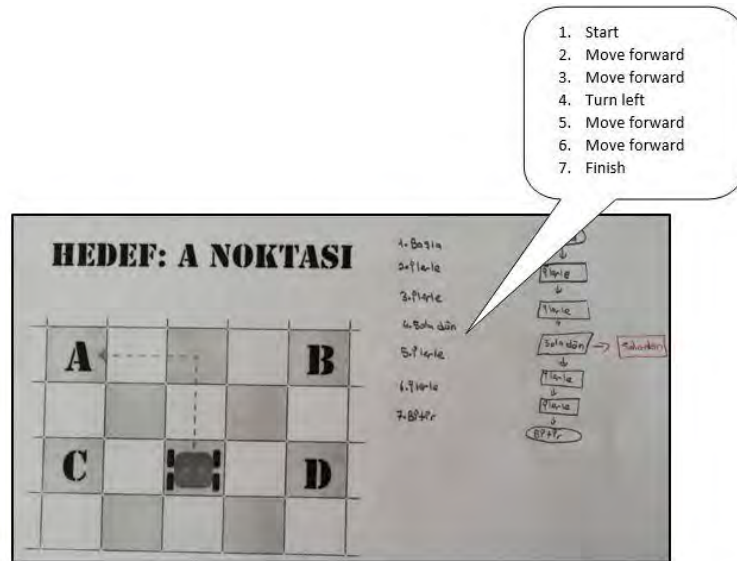 1. Start
2. Move forward
3. Move forward
4. Turn left
5. Move forward
6. Move forward
7. Finish
HEDEF: A NOKTASI
A
B
C
D
1. Başla
2. İlerle
3. İlerle
4. Sola dön
5. İlerle
6. İlerle
7. Bitir
İlerle
İlerle
Sola dön
Sola dön
İlerle
İlerle
Bitir